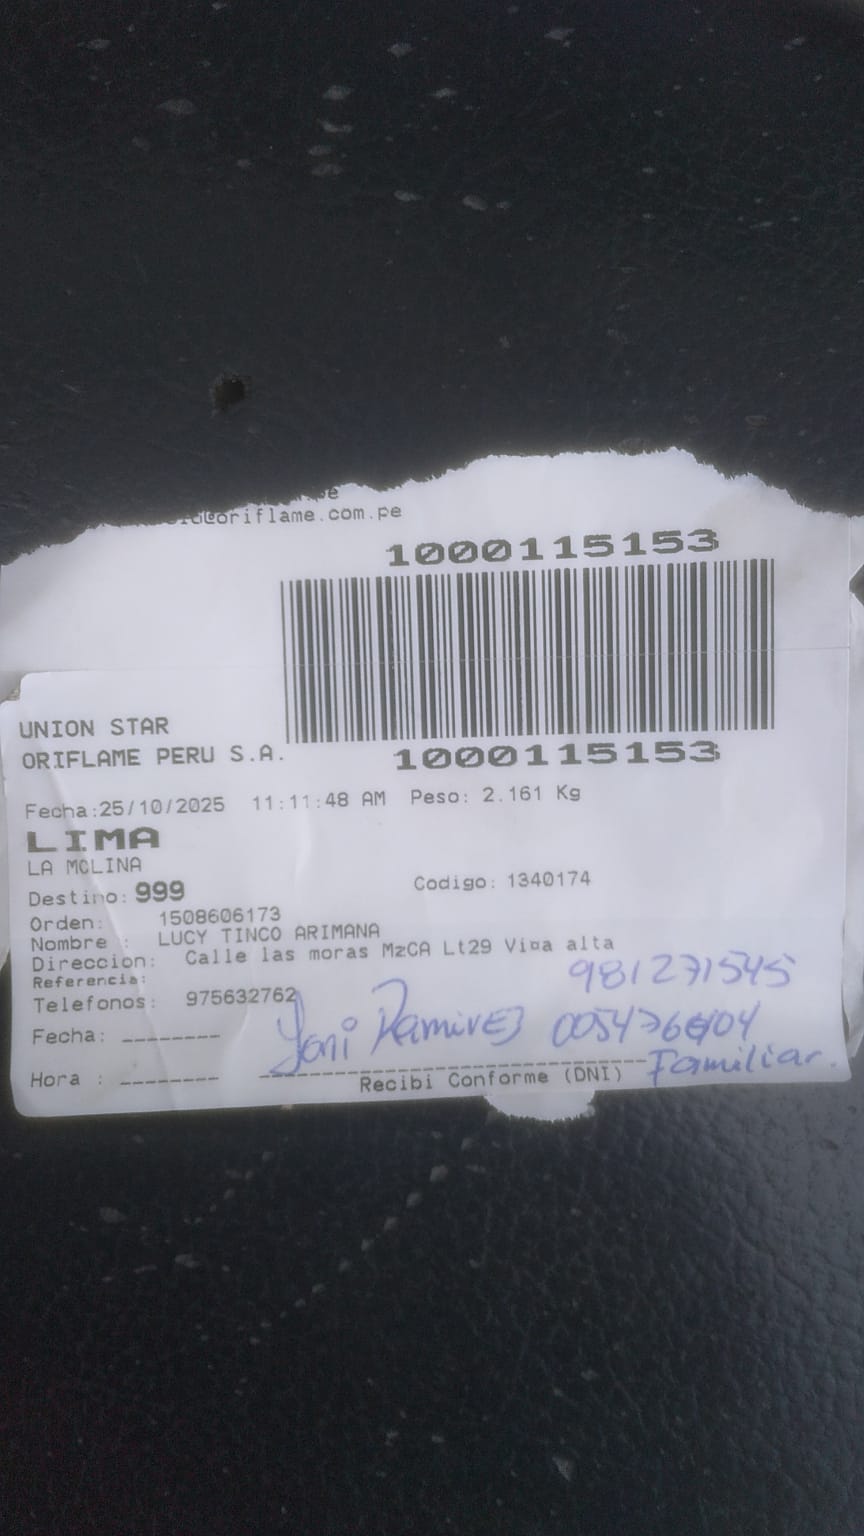 @oriflame.com.pe
1000115153
UNION STAR
ORIFLAME PERU S.A.
1000115153
Fecha:25/10/2025 11:11:48 AM Peso: 2.161 Kg
LIMA
LA MOLINA
Destino: 999 Codigo: 1340174
Orden: 1508606173
Nombre : LUCY TINCO ARIMANA
Direccion: Calle las moras MzCA Lt29 Vi¤a alta
Referencia:
981271545
Telefonos: 975632762
Fecha: --------
Yoni Ramirez
Familiar.
Hora : --------
Recibi Conforme (DNI)